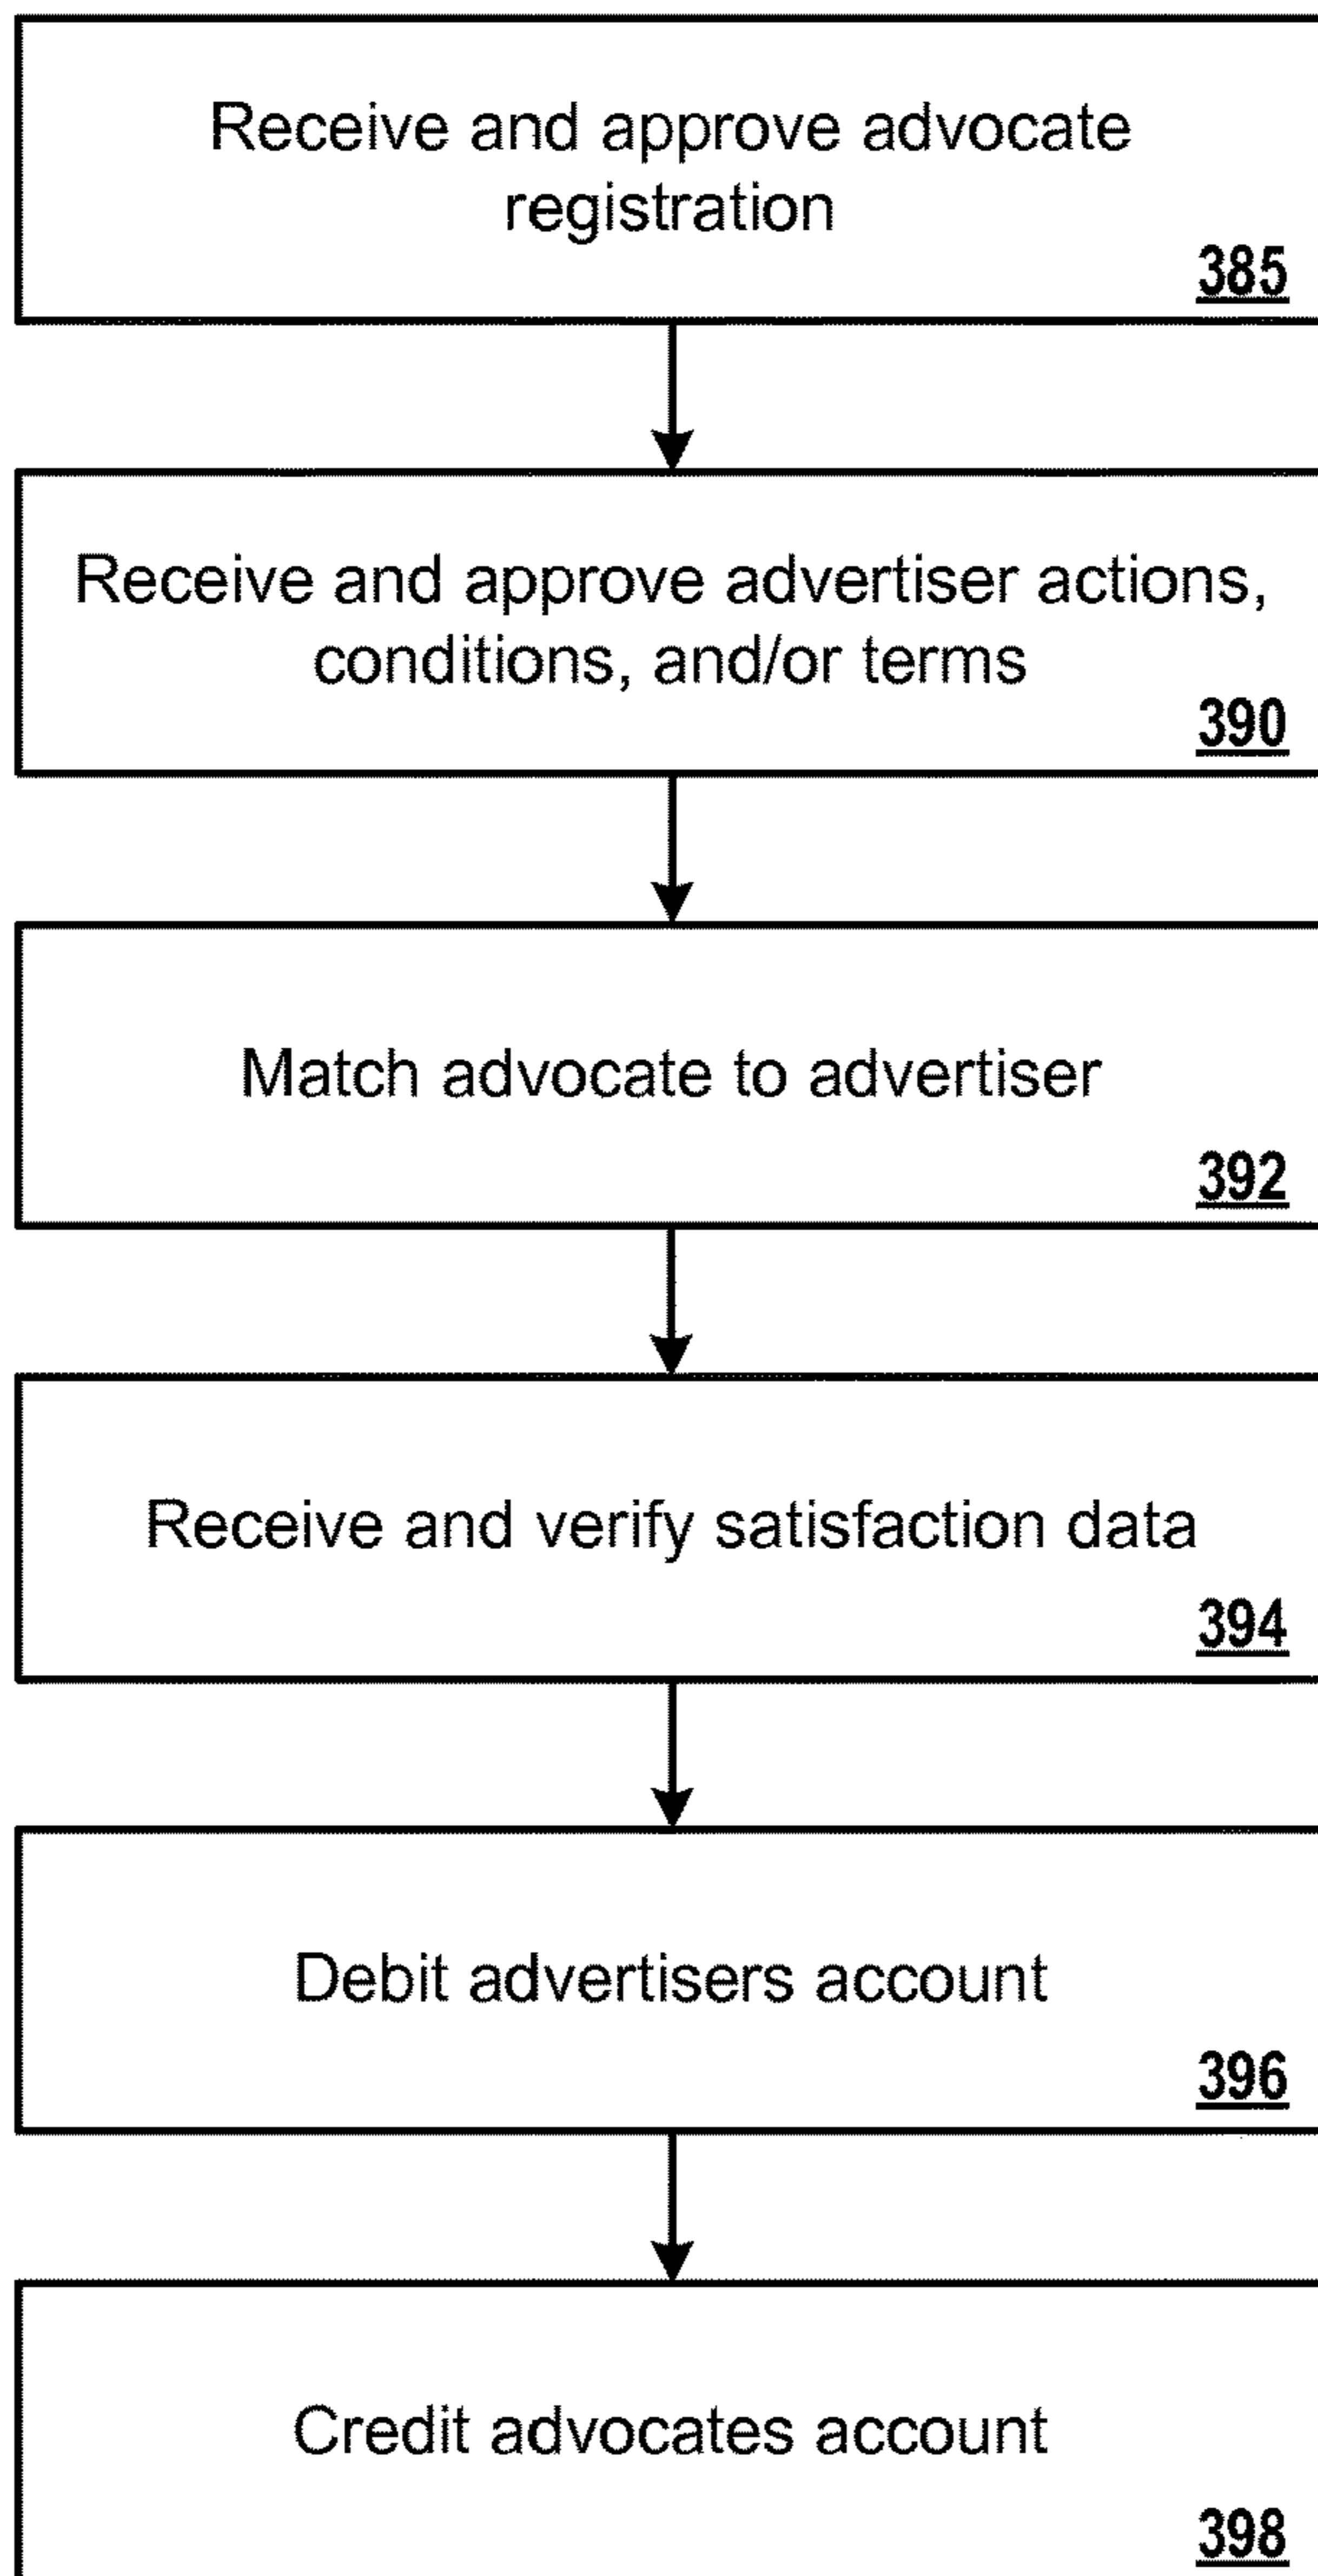 Receive and approve advocate
registration
385
Receive and approve advertiser actions,
conditions, and/or terms
390
Match advocate to advertiser
392
Receive and verify satisfaction data
394
Debit advertisers account
396
Credit advocates account
398